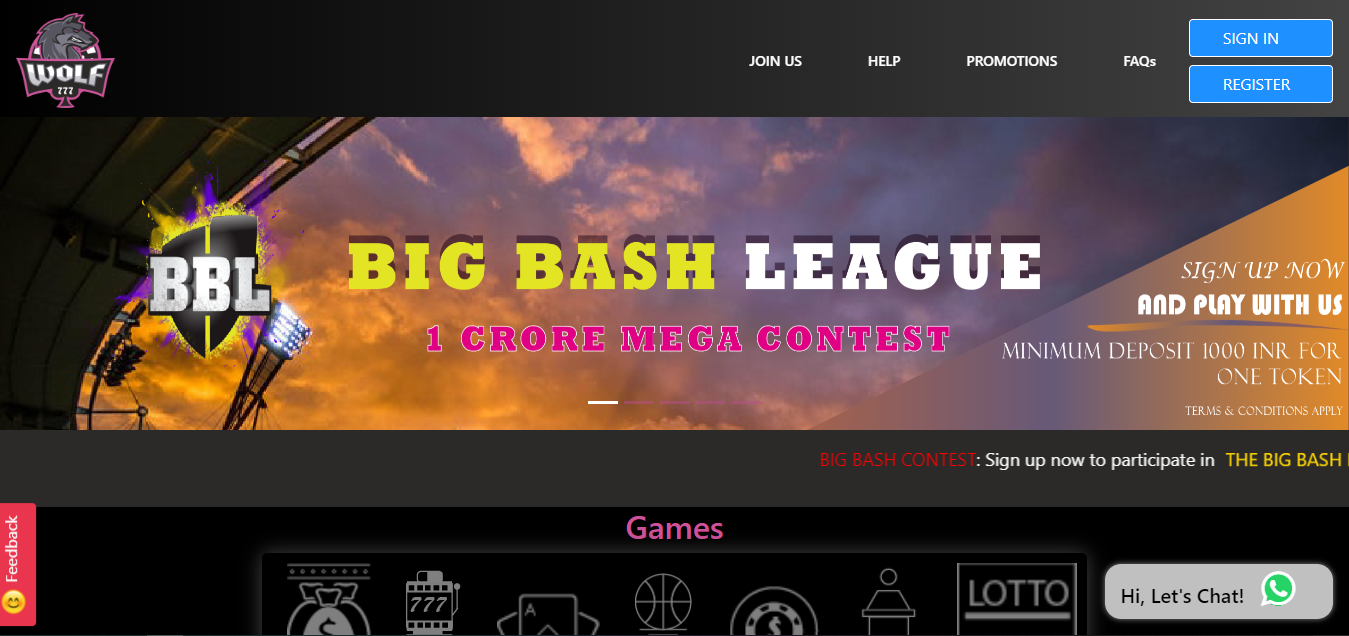 WOLF
777
JOIN US
HELP
PROMOTIONS
FAQs
SIGN IN
REGISTER
BBL
BIG BASH LEAGUE
1 CRORE MEGA CONTEST
SIGN UP NOW
AND PLAY WITH US
MINIMUM DEPOSIT 1000 INR FOR
ONE TOKEN
TERMS & CONDITIONS APPLY
BIG BASH CONTEST: Sign up now to participate in THE BIG BASH
Feedback
Games
777
A
LOTTO
Hi, Let's Chat!